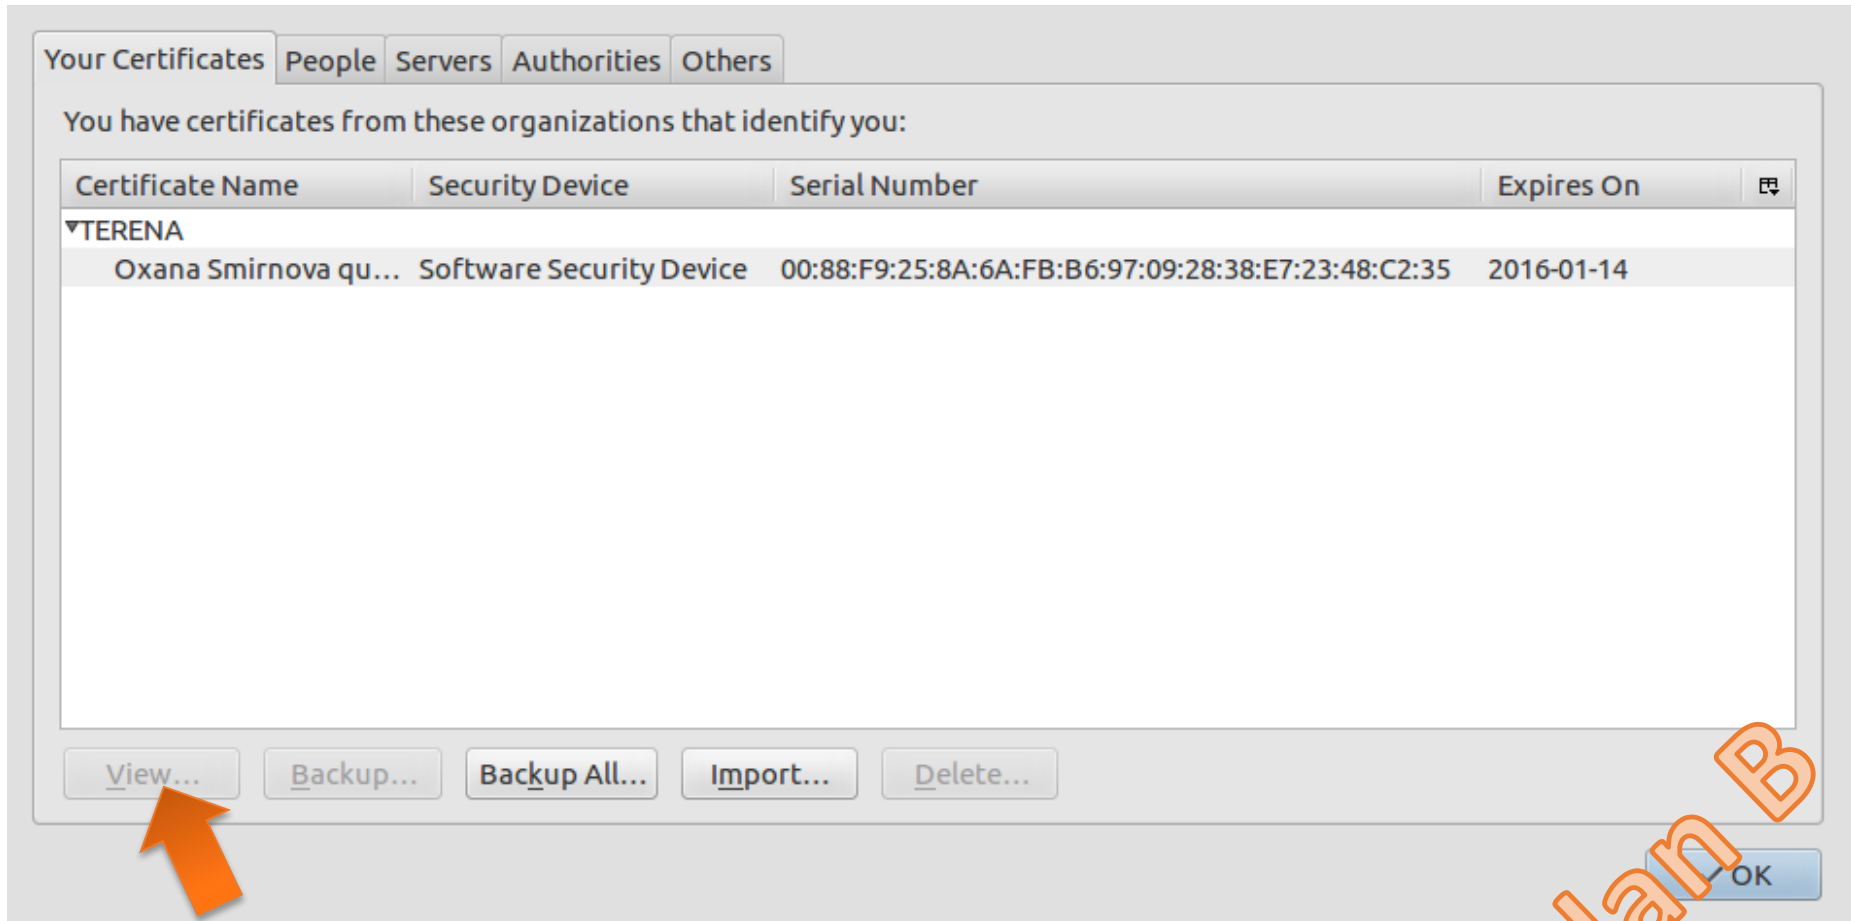 Your Certificates People Servers Authorities Others
You have certificates from these organizations that identify you:
Certificate Name Security Device Serial Number Expires On
TERENA
Oxana Smirnova qu... Software Security Device 00:88:F9:25:8A:6A:FB:B6:97:09:28:38:E7:23:48:C2:35 2016-01-14
View... Backup... Backup All... Import... Delete...
OK
lan B